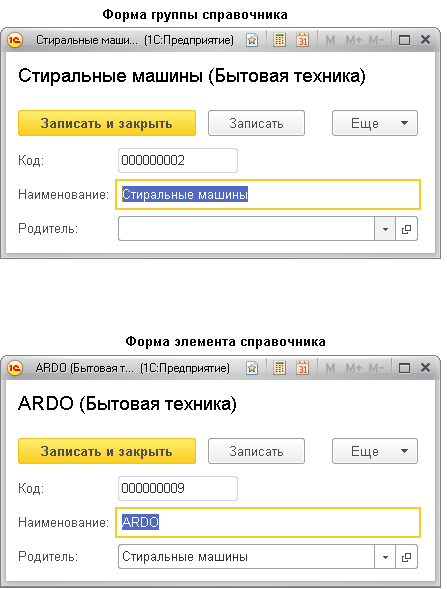 Форма группы справочника
Стиральные маши... (1С:Предприятие) 31 M M+ M-
Стиральные машины (Бытовая техника)
Записать и закрыть Записать Еще
Код: 000000002
Наименование: Стиральные машины
Родитель:
Форма элемента справочника
ARDO (Бытовая т... (1С:Предприятие) 31 M M+ M-
ARDO (Бытовая техника)
Записать и закрыть Записать Еще
Код: 000000009
Наименование: ARDO
Родитель: Стиральные машины